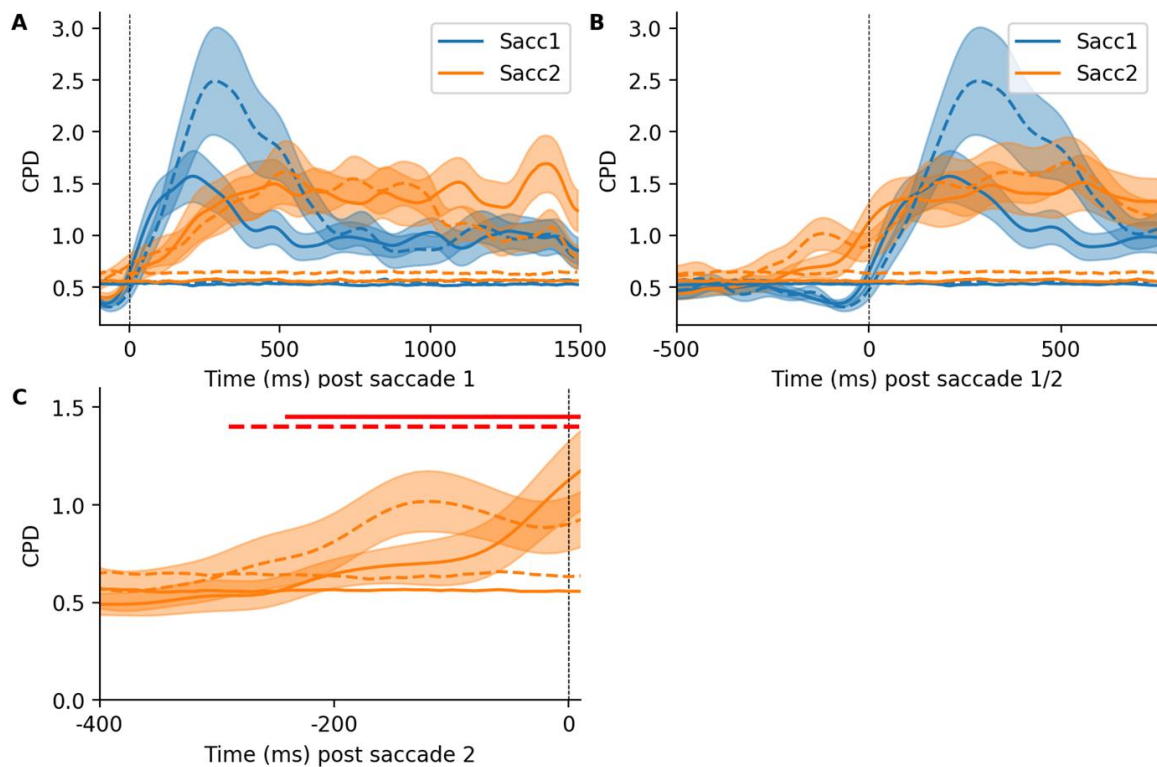 A
3.0
2.5
2.0
1.5
1.0
0.5
CPD
Sacc1
Sacc2
0
500
1000
1500
Time (ms) post saccade 1
B
3.0
2.5
2.0
1.5
1.0
0.5
CPD
Sacc1
Sacc2
-500
0
500
Time (ms) post saccade 1/2
C
1.5
1.0
0.5
0.0
CPD
-400
-200
0
Time (ms) post saccade 2